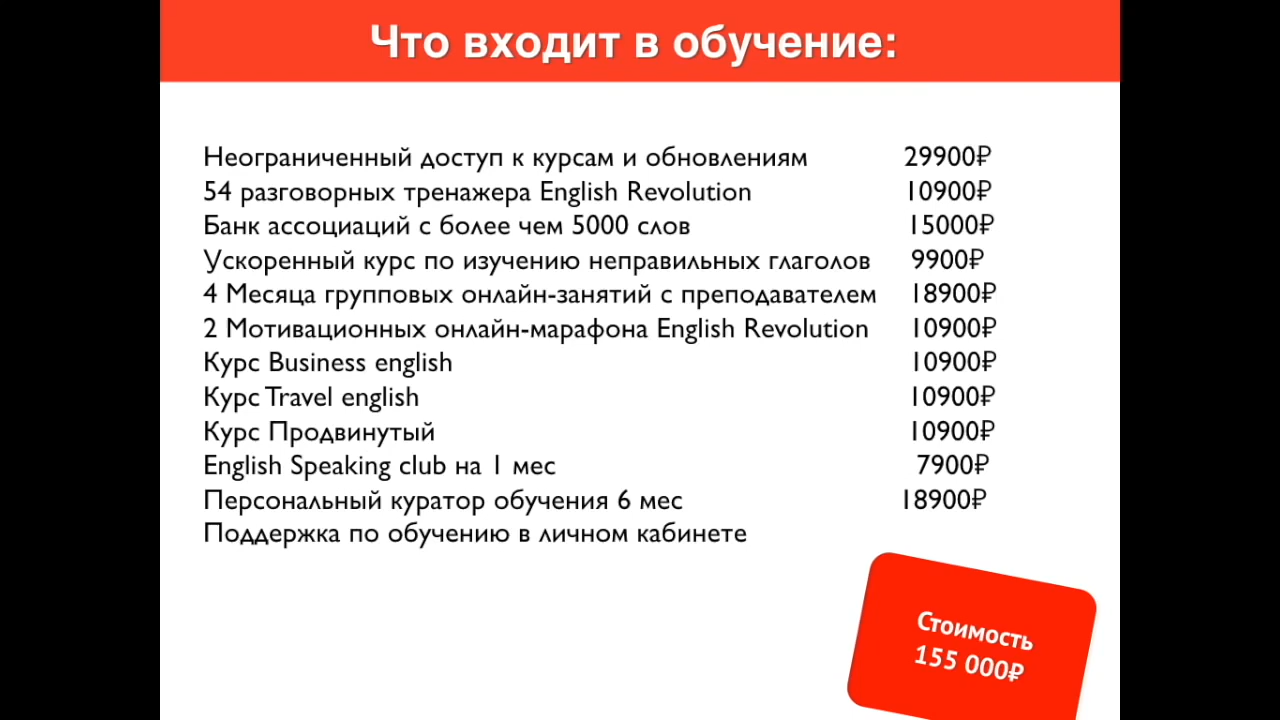 Что входит в обучение:
Неограниченный доступ к курсам и обновлениям 29900₽
54 разговорных тренажера English Revolution 10900₽
Банк ассоциаций с более чем 5000 слов 15000₽
Ускоренный курс по изучению неправильных глаголов 9900₽
4 Месяца групповых онлайн-занятий с преподавателем 18900₽
2 Мотивационных онлайн-марафона English Revolution 10900₽
Курс Business english 10900₽
Курс Travel english 10900₽
Курс Продвинутый 10900₽
English Speaking club на 1 мес 7900₽
Персональный куратор обучения 6 мес 18900₽
Поддержка по обучению в личном кабинете
Стоимость
155 000₽